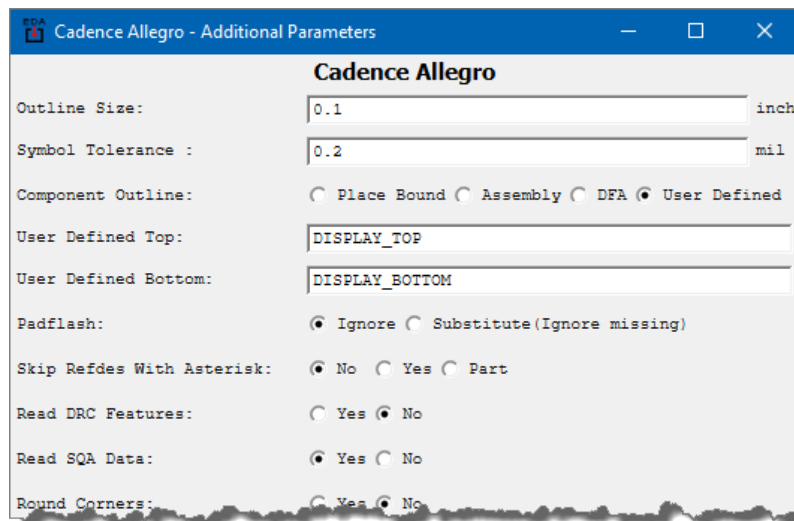 EDA
Cadence Allegro - Additional Parameters
Cadence Allegro
Outline Size: 0.1 inch
Symbol Tolerance : 0.2 mil
Component Outline: Place Bound Assembly DFA User Defined
User Defined Top: DISPLAY_TOP
User Defined Bottom: DISPLAY_BOTTOM
Padflash: Ignore Substitute(Ignore missing)
Skip Refdes With Asterisk: No Yes Part
Read DRC Features: Yes No
Read SQA Data: Yes No
Round Corners: Yes No